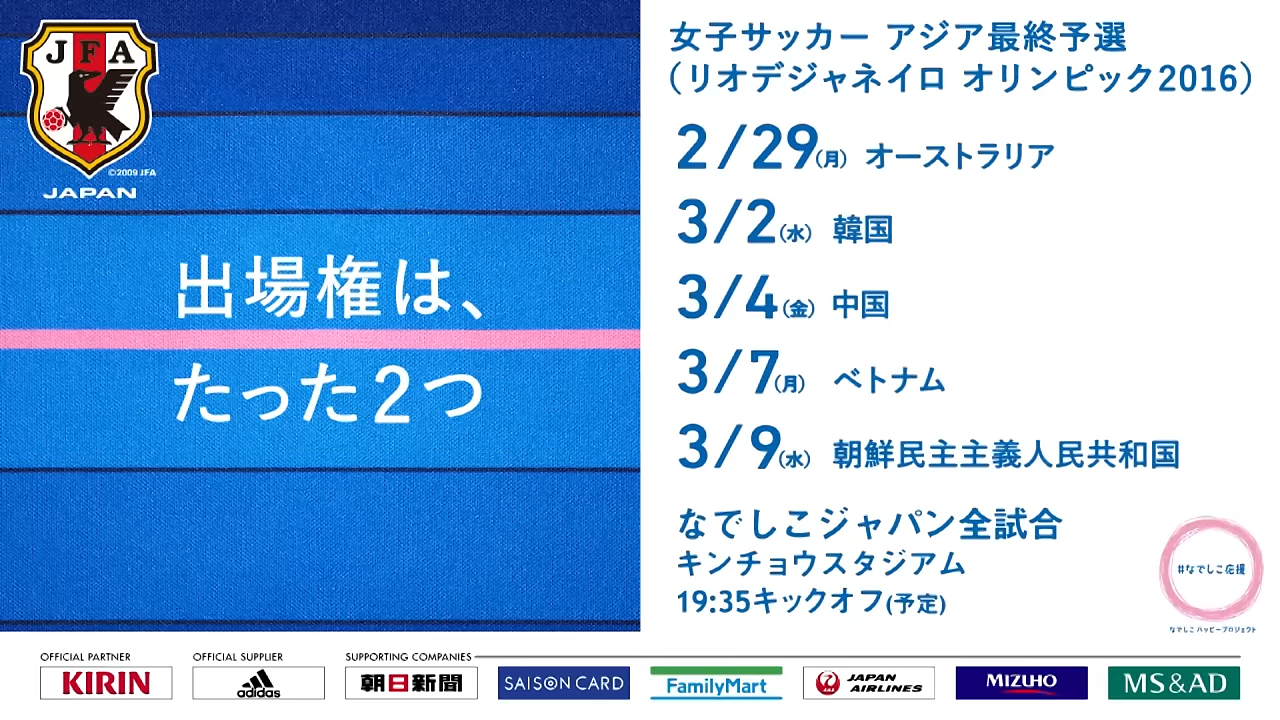 JFA
©2009 JFA
JAPAN
出場権は、
たった2つ
女子サッカー アジア最終予選
(リオデジャネイロ オリンピック2016)
2/29(月) オーストラリア
3/2(水) 韓国
3/4(金) 中国
3/7(月) ベトナム
3/9(水) 朝鮮民主主義人民共和国
なでしこジャパン全試合
キンチョウスタジアム
19:35キックオフ(予定)
#なでしこ応援
なでしこ ハッピープロジェクト
OFFICIAL PARTNER
OFFICIAL SUPPLIER
SUPPORTING COMPANIES
KIRIN
adidas
朝日新聞
SAISON CARD
FamilyMart
JAL
JAPAN
AIRLINES
MIZUHO
MS&AD